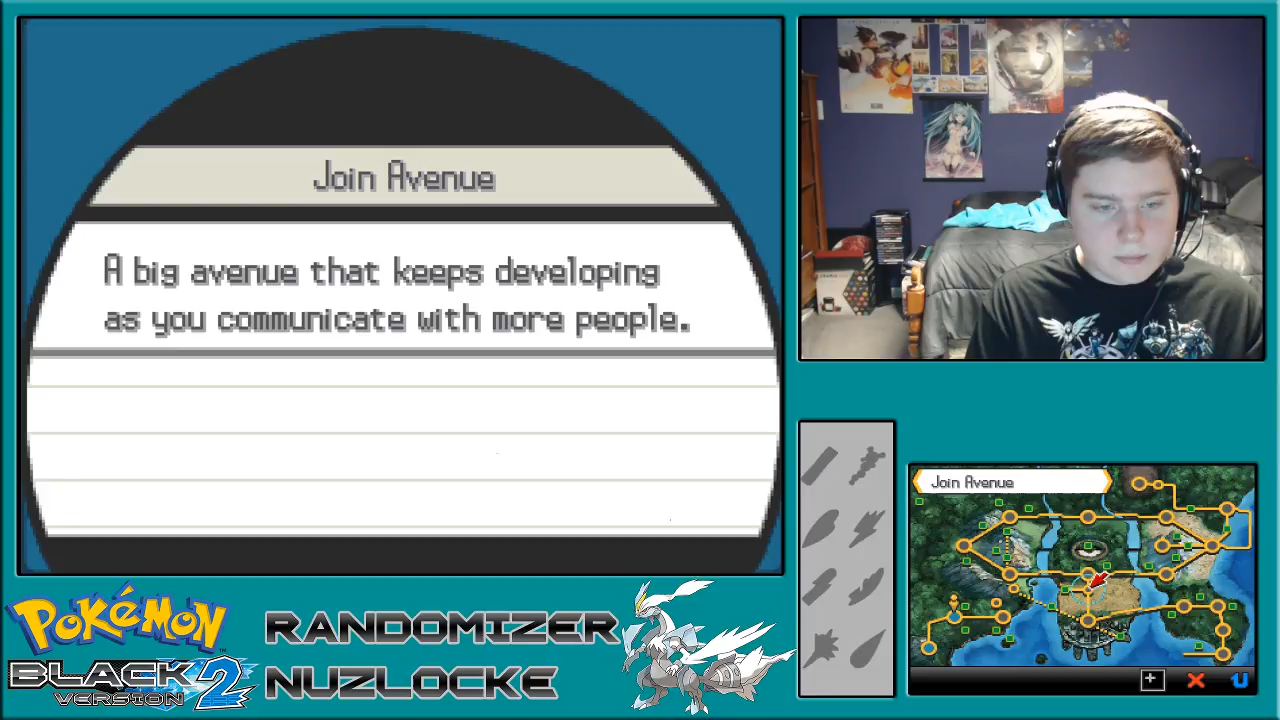 Join Avenue
A big avenue that keeps developing
as you communicate with more people.
Join Avenue
POKéMON
BLACK
VERSION 2
RANDOMIZER
NUZLOCKE